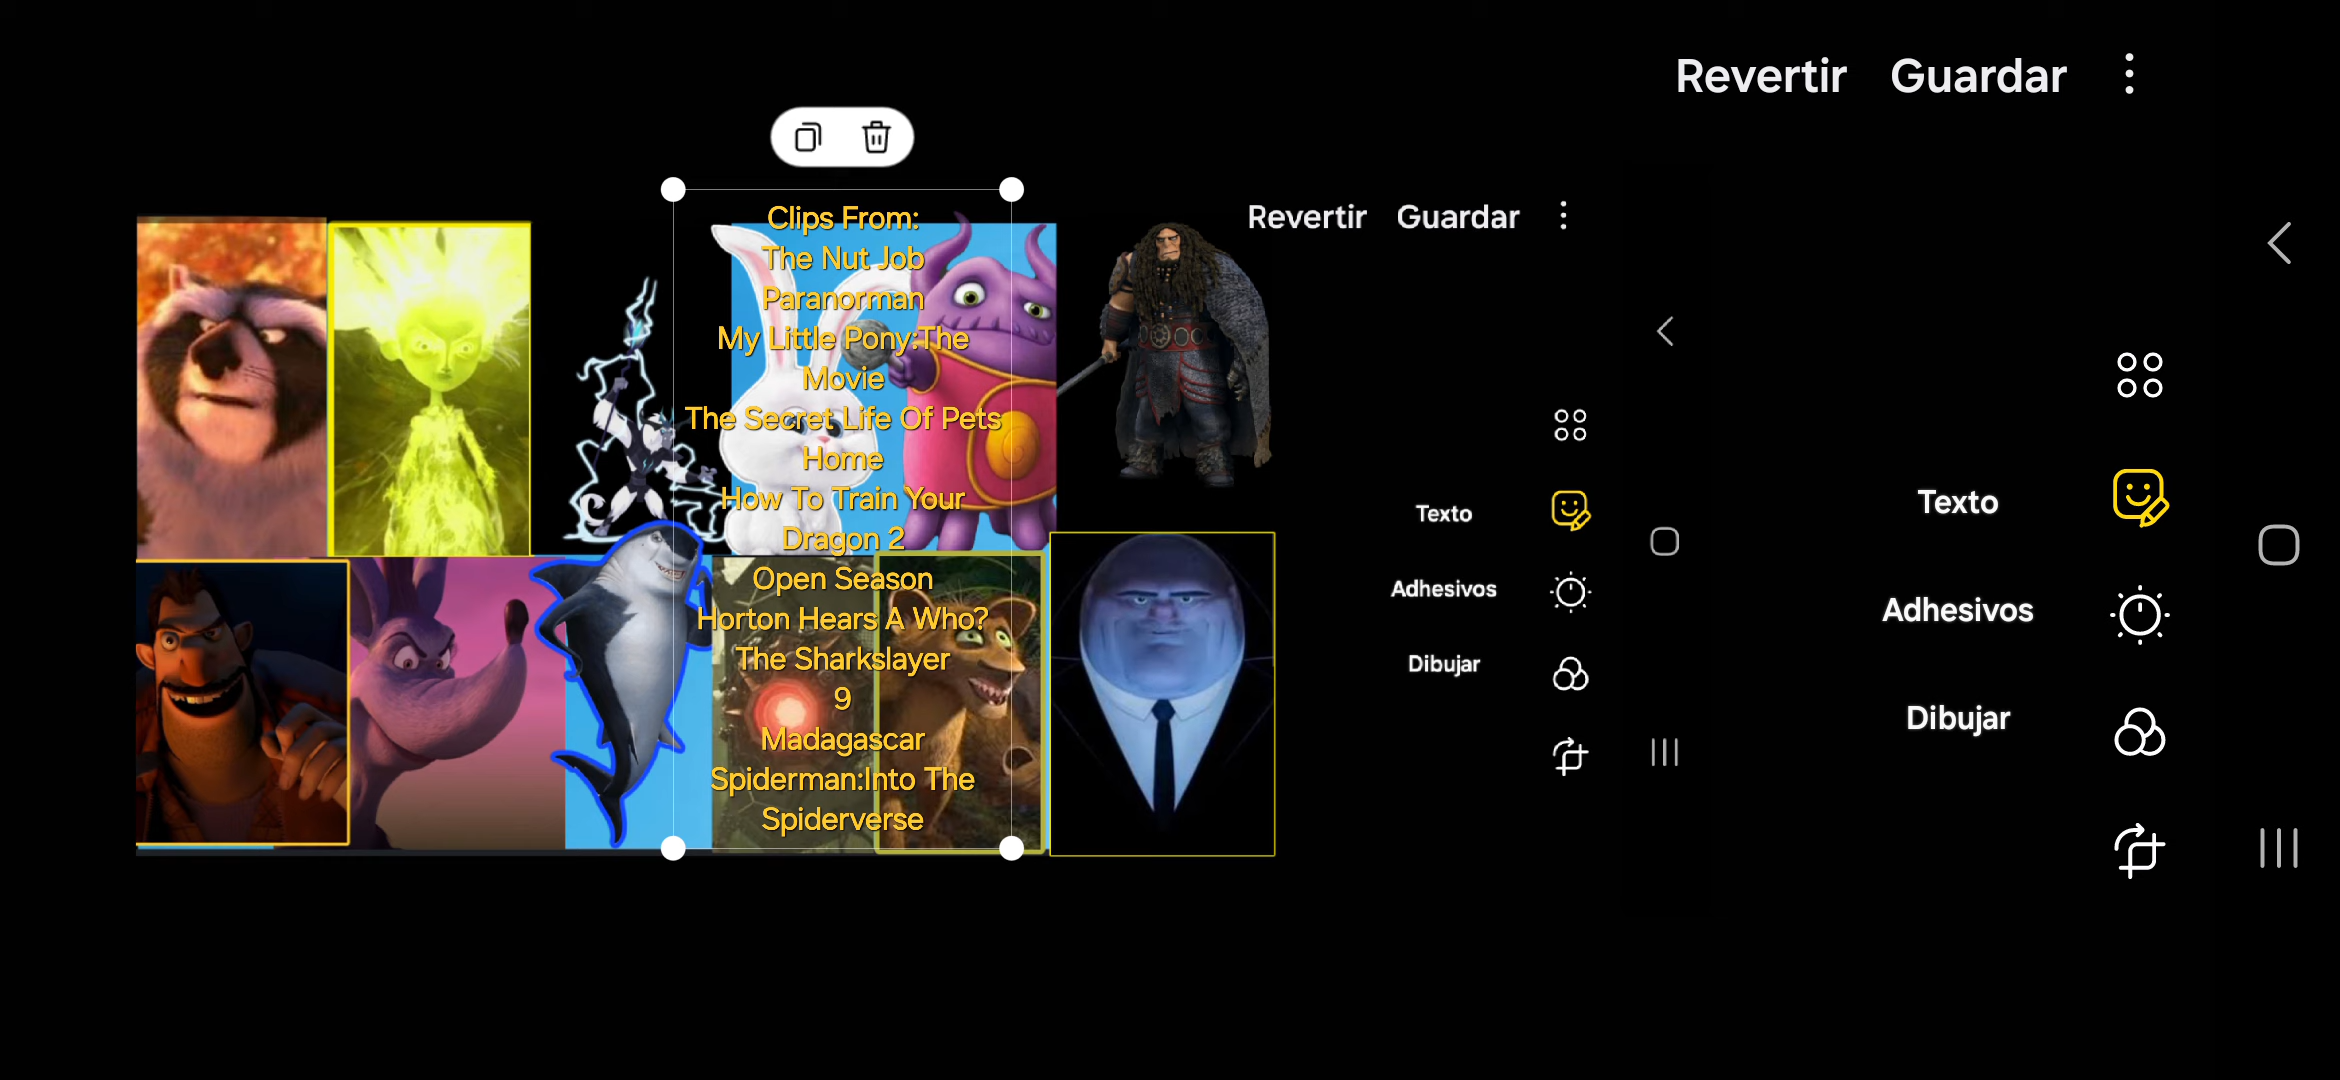 Revertir Guardar
Clips From:
The Nut Job
Paranorman
My Little Pony:The
Movie
The Secret Life Of Pets
Home
How To Train Your
Dragon 2
Open Season
Horton Hears A Who?
The Sharkslayer
9
Madagascar
Spiderman:Into The
Spiderverse
Revertir Guardar
Texto
Adhesivos
Dibujar
Texto
Adhesivos
Dibujar